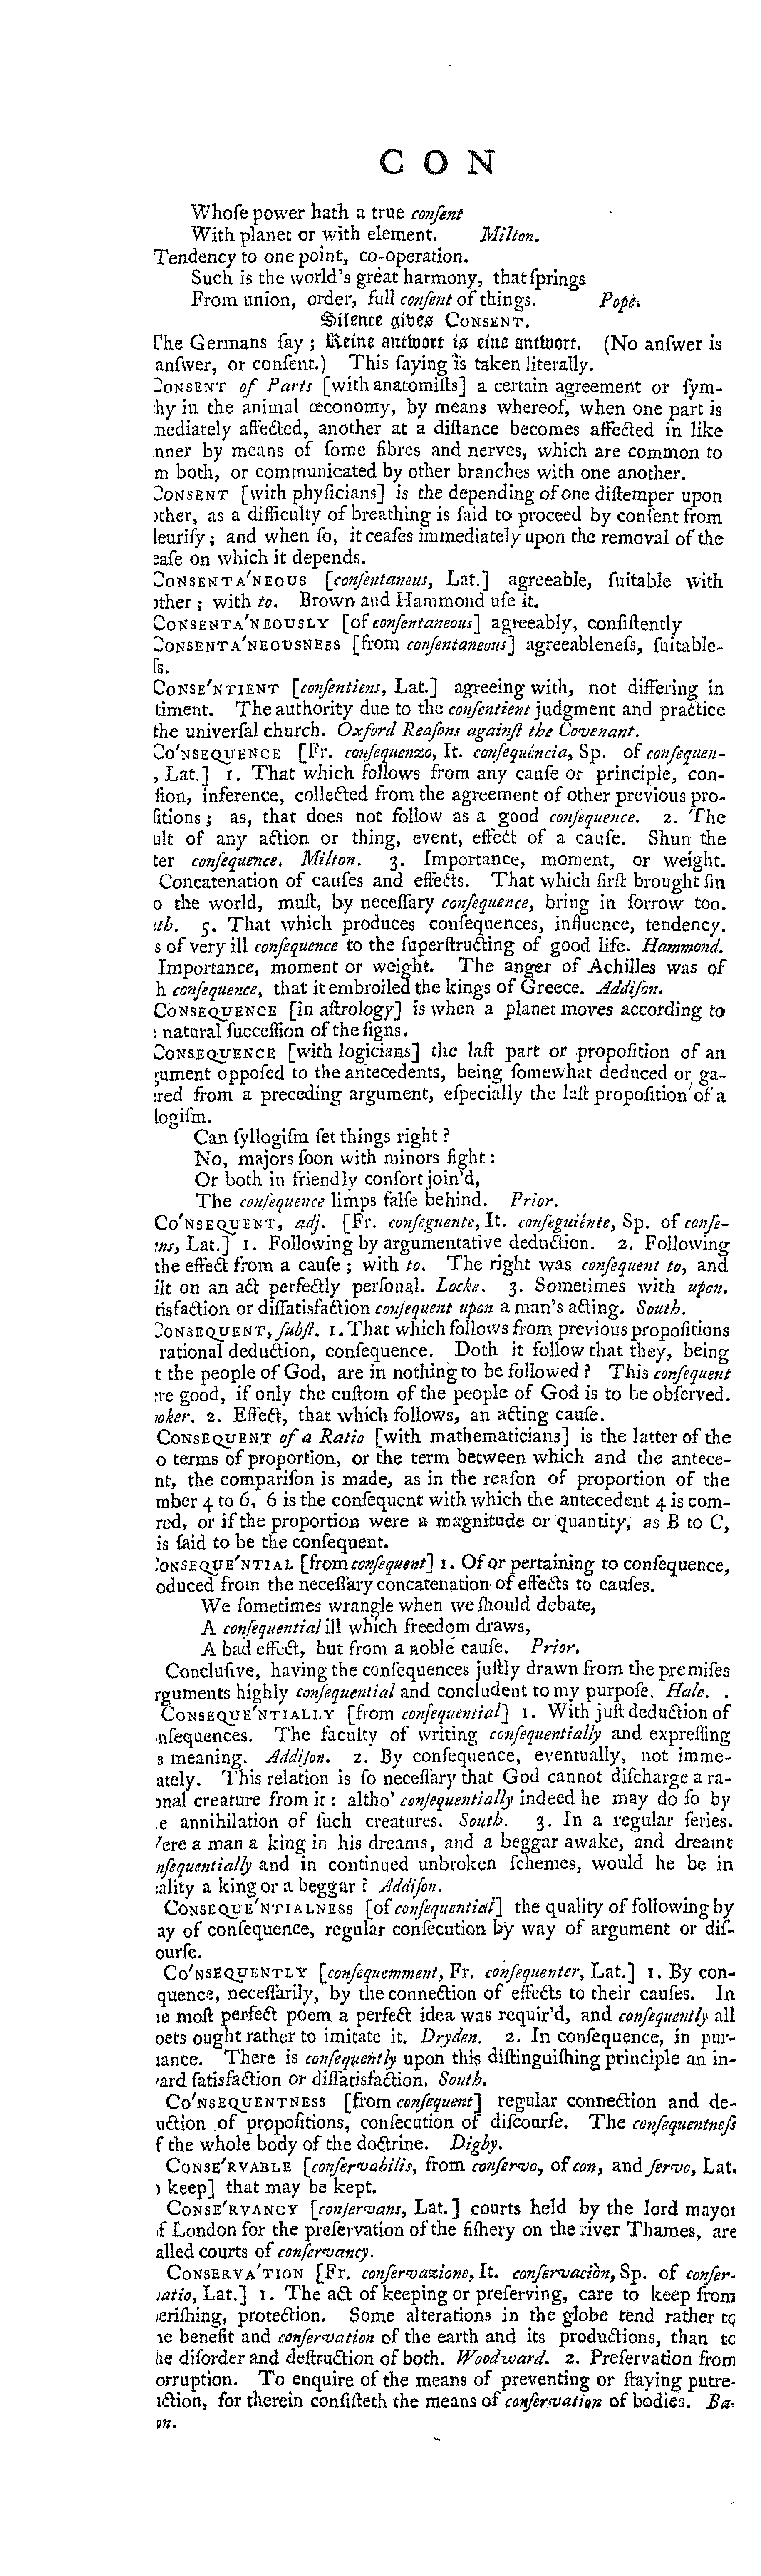 CON
Whoſe power hath a true conſent
With planet or with element. Milton.
Tendency to one point, co-operation.
Such is the world's great harmony, that ſprings
From union, order, full conſent of things. Pope.
Silence gives CONSENT.
The Germans ſay; Keine antwort is eine antwort. (No anſwer is
anſwer, or conſent.) This ſaying is taken literally.
CONSENT of Parts [with anatomiſts] a certain agreement or ſym-
hy in the animal œconomy, by means whereof, when one part is
mediately affected, another at a diſtance becomes affected in like
nner by means of ſome fibres and nerves, which are common to
m both, or communicated by other branches with one another.
CONSENT [with phyſicians] is the depending of one diſtemper upon
other, as a difficulty of breathing is ſaid to proceed by conſent from
leuriſy; and when ſo, it ceaſes immediately upon the removal of the
eaſe on which it depends.
CONSENTA'NEOUS [conſentaneus, Lat.] agreeable, ſuitable with
other; with to. Brown and Hammond uſe it.
CONSENTA'NEOUSLY [of conſentaneous] agreeably, conſiſtently
CONSENTA'NEOUSNESS [from conſentaneous] agreeableneſs, ſuitable-
ſs.
CONSE'NTIENT [conſentiens, Lat.] agreeing with, not differing in
timent. The authority due to the conſentient judgment and practice
the univerſal church. Oxford Reaſons againſt the Covenant.
CO'NSEQUENCE [Fr. conſequenzo, It. conſequéncia, Sp. of conſequen-
, Lat.] 1. That which follows from any cauſe or principle, con-
ſion, inference, collected from the agreement of other previous pro-
ſitions; as, that does not follow as a good conſequence. 2. The
ult of any action or thing, event, effect of a cauſe. Shun the
ter conſequence. Milton. 3. Importance, moment, or weight.
Concatenation of cauſes and effects. That which firſt brought ſin
o the world, muſt, by neceſſary conſequence, bring in ſorrow too.
th. 5. That which produces conſequences, influence, tendency.
s of very ill conſequence to the ſuperſtructing of good life. Hammond.
Importance, moment or weight. The anger of Achilles was of
h conſequence, that it embroiled the kings of Greece. Addiſon.
CONSEQUENCE [in aſtrology] is when a planet moves according to
: natural ſucceſſion of the ſigns.
CONSEQUENCE [with logicians] the laſt part or propoſition of an
gument oppoſed to the antecedents, being ſomewhat deduced or ga-
ered from a preceding argument, eſpecially the laſt propoſition of a
logiſm.
Can ſyllogiſm ſet things right?
No, majors ſoon with minors fight:
Or both in friendly conſort join'd,
The conſequence limps falſe behind. Prior.
CO'NSEQUENT, adj. [Fr. conſeguente, It. conſeguiénte, Sp. of conſe-
ens, Lat.] 1. Following by argumentative deduction. 2. Following
the effect from a cauſe; with to. The right was conſequent to, and
ilt on an act perfectly perſonal. Locke. 3. Sometimes with upon.
tisfaction or diſſatisfaction conſequent upon a man's acting. South.
CONSEQUENT, ſubſt. 1. That which follows from previous propoſitions
rational deduction, conſequence. Doth it follow that they, being
t the people of God, are in nothing to be followed? This conſequent
ere good, if only the cuſtom of the people of God is to be obſerved.
oker. 2. Effect, that which follows, an acting cauſe.
CONSEQUENT of a Ratio [with mathematicians] is the latter of the
o terms of proportion, or the term between which and the antece-
nt, the compariſon is made, as in the reaſon of proportion of the
mber 4 to 6, 6 is the conſequent with which the antecedent 4 is com-
red, or if the proportion were a magnitude or quantity, as B to C,
is ſaid to be the conſequent.
CONSEQUE'NTIAL [from conſequent] 1. Of or pertaining to conſequence,
oduced from the neceſſary concatenation of effects to cauſes.
We ſometimes wrangle when we ſhould debate,
A conſequential ill which freedom draws,
A bad effect, but from a noble cauſe. Prior.
Concluſive, having the conſequences juſtly drawn from the premiſes
rguments highly conſequential and concludent to my purpoſe. Hale.
CONSEQUE'NTIALLY [from conſequential] 1. With juſt deduction of
nſequences. The faculty of writing conſequentially and expreſſing
s meaning. Addiſon. 2. By conſequence, eventually, not imme-
ately. This relation is ſo neceſſary that God cannot diſcharge a ra-
onal creature from it: altho' conſequentially indeed he may do ſo by
e annihilation of ſuch creatures. South. 3. In a regular ſeries.
Were a man a king in his dreams, and a beggar awake, and dreamt
nſequentially and in continued unbroken ſchemes, would he be in
ality a king or a beggar? Addiſon.
CONSEQUE'NTIALNESS [of conſequential] the quality of following by
ay of conſequence, regular conſecution by way of argument or diſ-
ourſe.
CO'NSEQUENTLY [conſequemment, Fr. conſequenter, Lat.] 1. By con-
quence, neceſſarily, by the connection of effects to their cauſes. In
ne moſt perfect poem a perfect idea was requir'd, and conſequently all
oets ought rather to imitate it. Dryden. 2. In conſequence, in pur-
uance. There is conſequently upon this diſtinguiſhing principle an in-
ard ſatisfaction or diſſatisfaction. South.
CO'NSEQUENTNESS [from conſequent] regular connection and de-
uction of propoſitions, conſecution of diſcourſe. The conſequentneſs
f the whole body of the doctrine. Digby.
CONSE'RVABLE [conſervabilis, from conſervo, of con, and ſervo, Lat.
o keep] that may be kept.
CONSE'RVANCY [conſervans, Lat.] courts held by the lord mayor
of London for the preſervation of the fiſhery on the river Thames, are
alled courts of conſervancy.
CONSERVA'TION [Fr. conſervazione, It. conſervaciòn, Sp. of conſer-
vatio, Lat.] 1. The act of keeping or preſerving, care to keep from
eriſhing, protection. Some alterations in the globe tend rather to
he benefit and conſervation of the earth and its productions, than to
he diſorder and deſtruction of both. Woodward. 2. Preſervation from
orruption. To enquire of the means of preventing or ſtaying putre-
action, for therein conſiſteth the means of conſervation of bodies. Ba-
on.